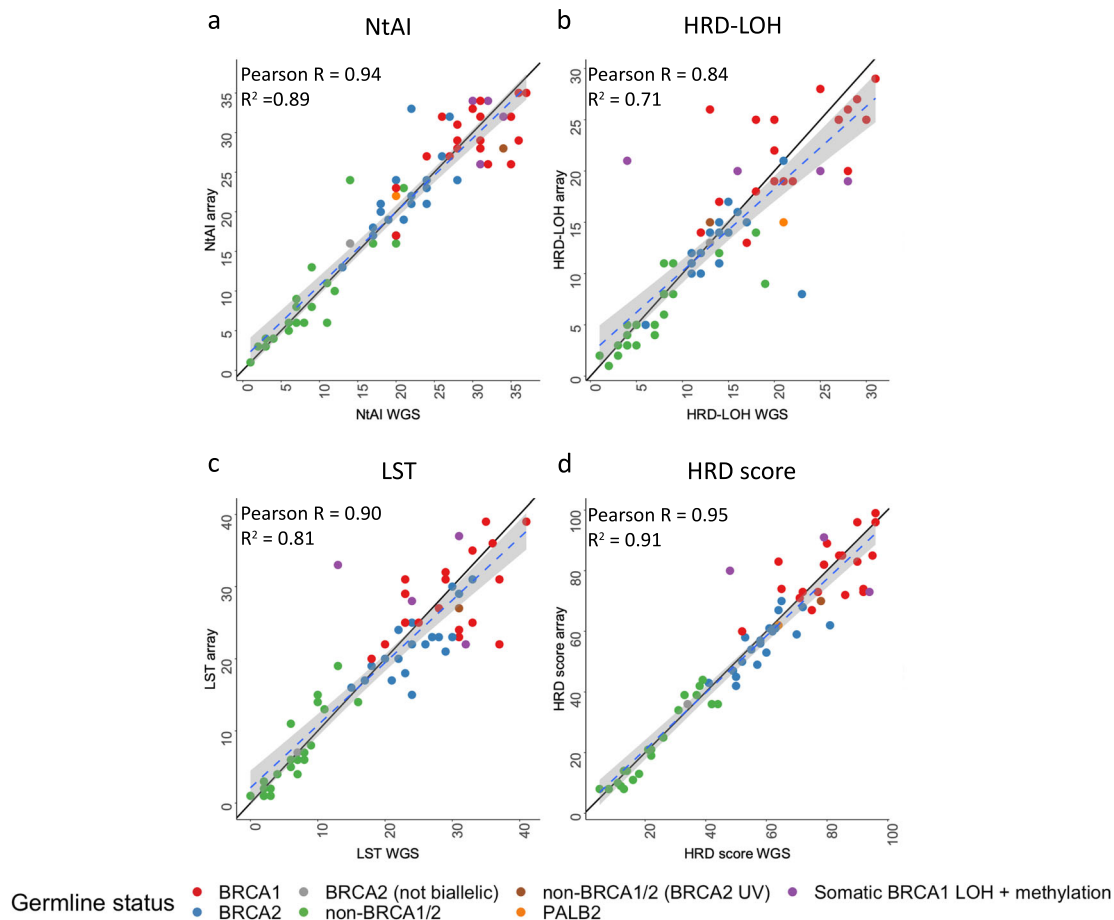 a
NtAI
Pearson R = 0.94
R² =0.89
NtAI array
0 5 10 15 20 25 30 35
0 5 10 15 20 25 30 35
NtAI WGS
b
HRD-LOH
Pearson R = 0.84
R² = 0.71
HRD-LOH array
0 5 10 15 20 25 30
0 5 10 15 20 25 30
HRD-LOH WGS
c
LST
Pearson R = 0.90
R² = 0.81
LST array
0 10 20 30 40
0 10 20 30 40
LST WGS
d
HRD score
Pearson R = 0.95
R² = 0.91
HRD score array
0 20 40 60 80 100
20 40 60 80 100
HRD score WGS
Germline status
BRCA1
BRCA2
BRCA2 (not biallelic)
non-BRCA1/2
non-BRCA1/2 (BRCA2 UV)
PALB2
Somatic BRCA1 LOH + methylation